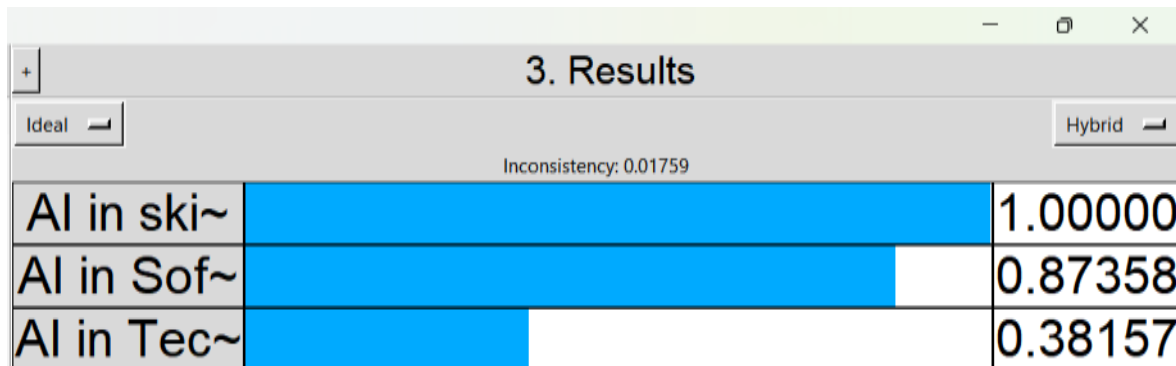 +
3. Results
Ideal
Hybrid
Inconsistency: 0.01759
AI in ski~ 1.00000
AI in Sof~ 0.87358
AI in Tec~ 0.38157